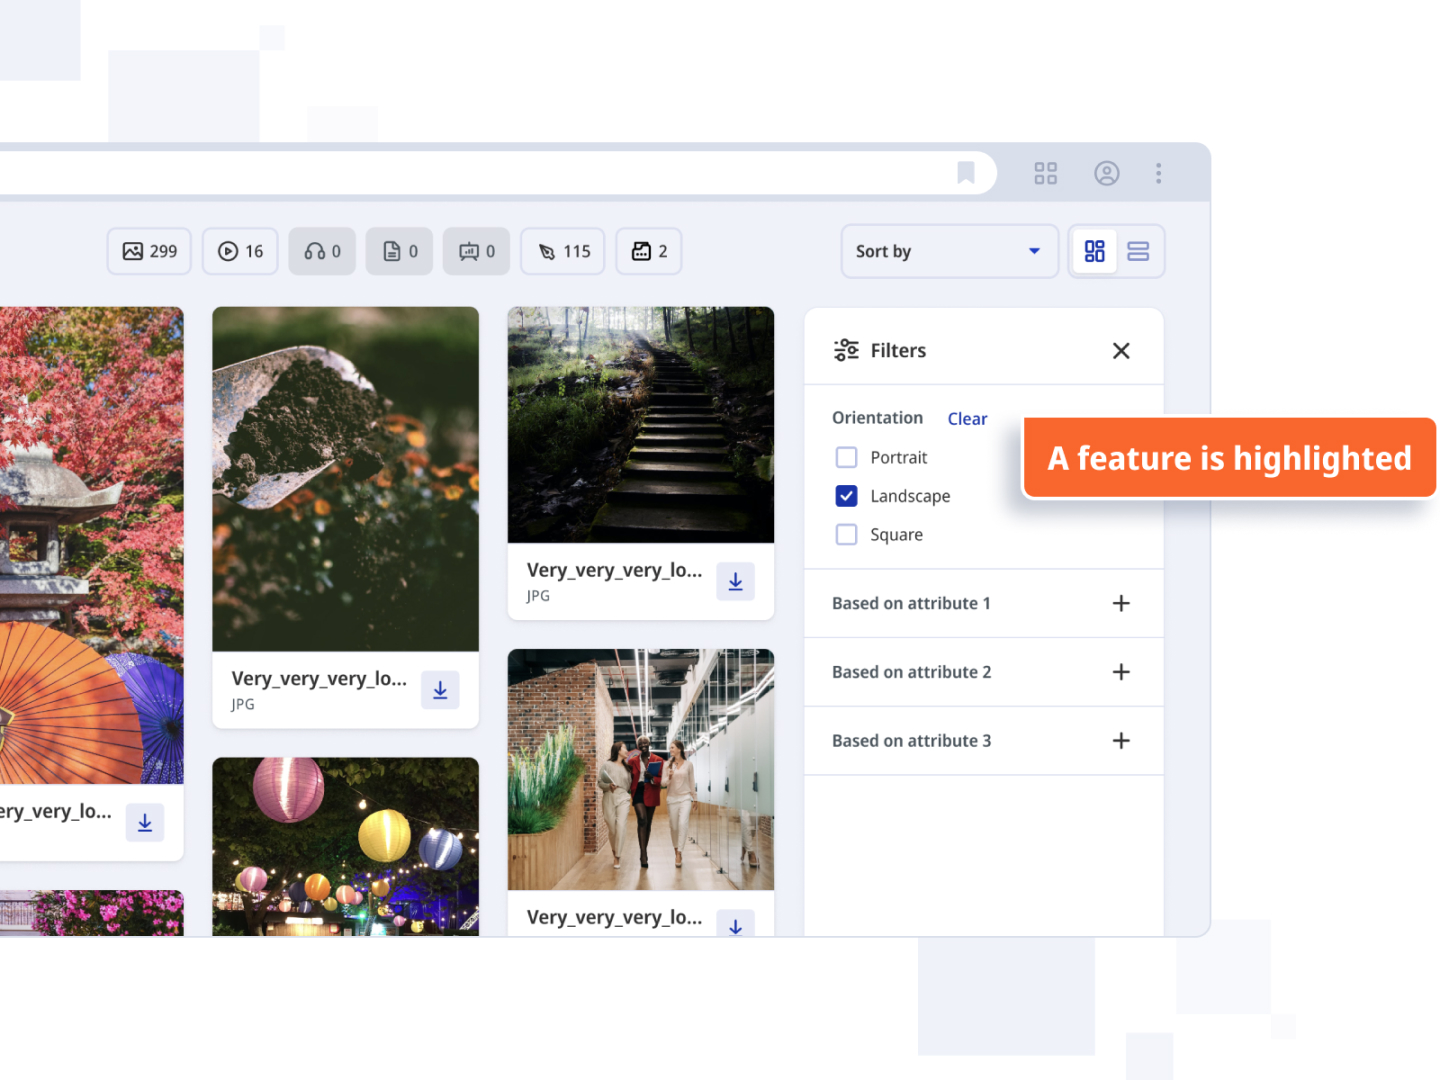 299
16
0
0
0
115
2
Sort by
Filters
Orientation
Clear
Portrait
Landscape
Square
A feature is highlighted
Based on attribute 1
Based on attribute 2
Based on attribute 3
Very_very_very_lo...
JPG
Very_very_very_lo...
JPG
ery_very_lo...
Very_very_very_lo...